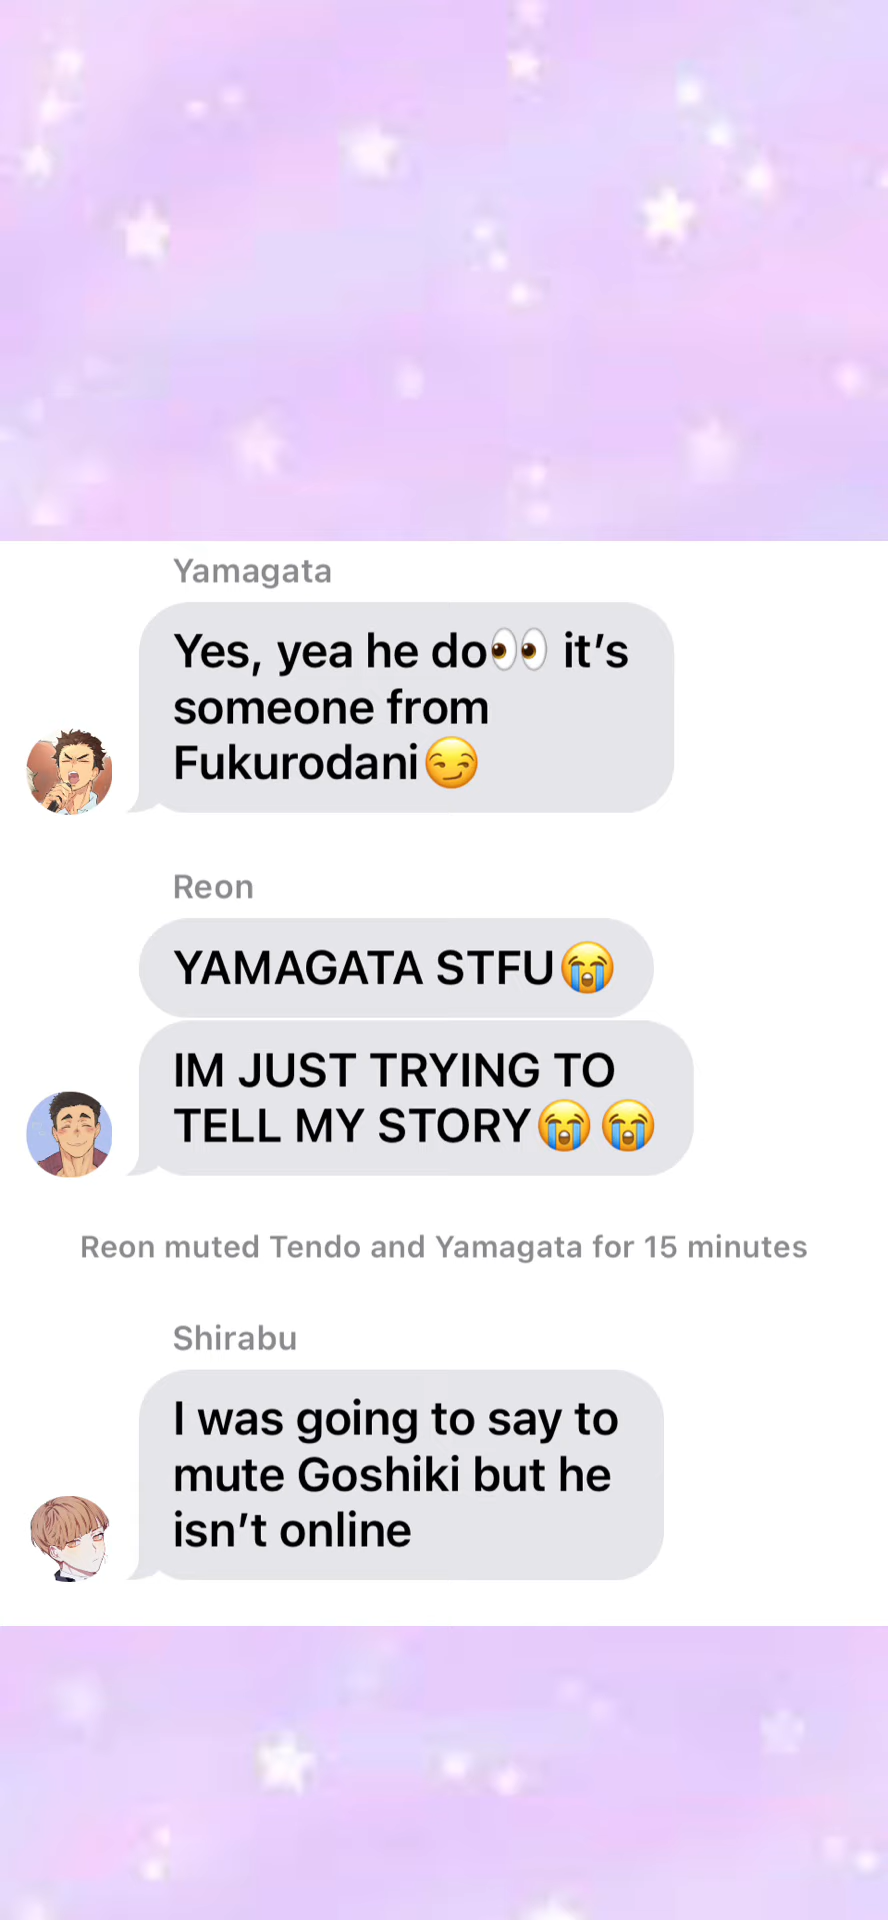 Yamagata
Yes, yea he do👀 it’s
someone from
Fukurodani😏
Reon
YAMAGATA STFU😭
IM JUST TRYING TO
TELL MY STORY😭😭
Reon muted Tendo and Yamagata for 15 minutes
Shirabu
I was going to say to
mute Goshiki but he
isn’t online